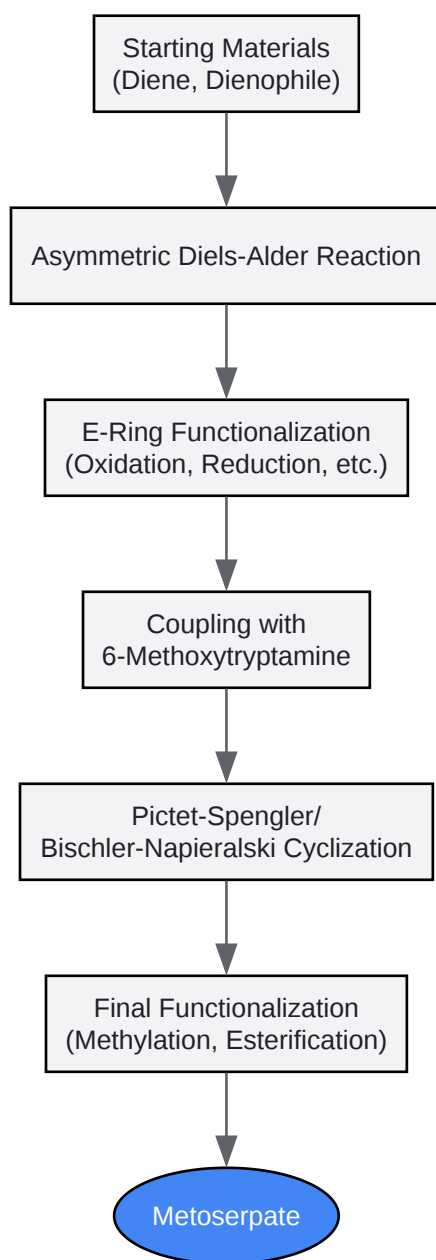 Starting Materials
(Diene, Dienophile)
Asymmetric Diels-Alder Reaction
E-Ring Functionalization
(Oxidation, Reduction, etc.)
Coupling with
6-Methoxytryptamine
Pictet-Spengler/
Bischler-Napieralski Cyclization
Final Functionalization
(Methylation, Esterification)
Metoserpate